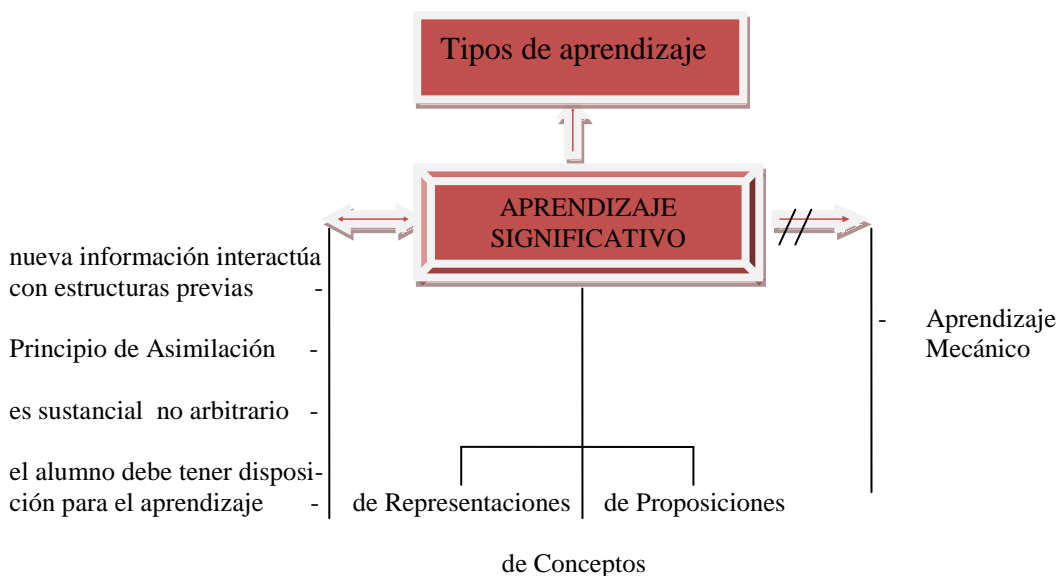 Tipos de aprendizaje
APRENDIZAJE
SIGNIFICATIVO
nueva información interactúa
con estructuras previas -
Principio de Asimilación -
es sustancial no arbitrario -
el alumno debe tener disposi-
ción para el aprendizaje -
- Aprendizaje
Mecánico
de Representaciones
de Proposiciones
de Conceptos